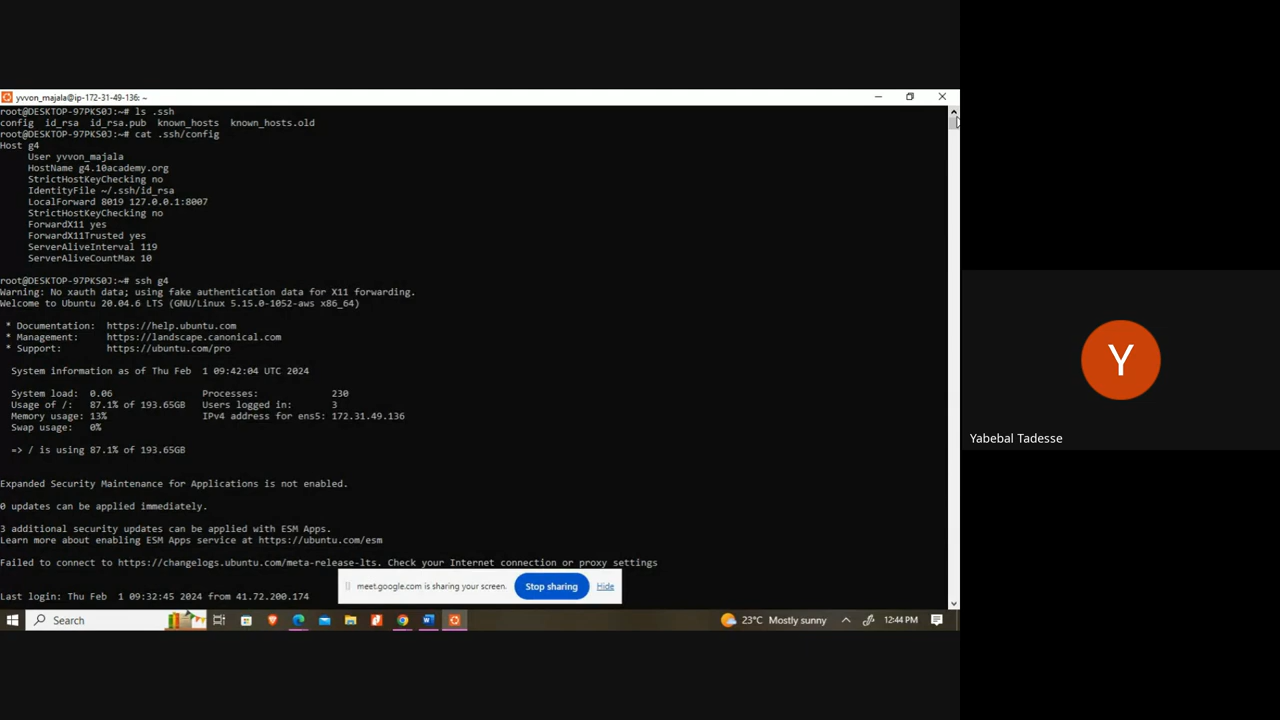 yvvon_majala@ip-172-31-49-136: ~
root@DESKTOP-97PKS0J:~# ls .ssh
config  id_rsa  id_rsa.pub  known_hosts  known_hosts.old
root@DESKTOP-97PKS0J:~# cat .ssh/config
Host g4
    User yvvon_majala
    HostName g4.10academy.org
    StrictHostKeyChecking no
    IdentityFile ~/.ssh/id_rsa
    LocalForward 8019 127.0.0.1:8007
    StrictHostKeyChecking no
    ForwardX11 yes
    ForwardX11Trusted yes
    ServerAliveInterval 119
    ServerAliveCountMax 10
root@DESKTOP-97PKS0J:~# ssh g4
Warning: No xauth data; using fake authentication data for X11 forwarding.
Welcome to Ubuntu 20.04.6 LTS (GNU/Linux 5.15.0-1052-aws x86_64)
* Documentation:  https://help.ubuntu.com
* Management:     https://landscape.canonical.com
* Support:        https://ubuntu.com/pro
System information as of Thu Feb  1 09:42:04 UTC 2024
System load:  0.06    Processes:    230
Usage of /:   87.1% of 193.65GB    Users logged in:    3
Memory usage: 13%    IPv4 address for ens5: 172.31.49.136
Swap usage:   0%
=> / is using 87.1% of 193.65GB
Expanded Security Maintenance for Applications is not enabled.
0 updates can be applied immediately.
3 additional security updates can be applied with ESM Apps.
Learn more about enabling ESM Apps service at https://ubuntu.com/esm
Failed to connect to https://changelogs.ubuntu.com/meta-release-lts. Check your Internet connection or proxy settings
meet.google.com is sharing your screen.  Stop sharing  Hide
Last login: Thu Feb  1 09:32:45 2024 from 41.72.200.174
Search
23°C  Mostly sunny
12:44 PM
Y
Yabebal Tadesse